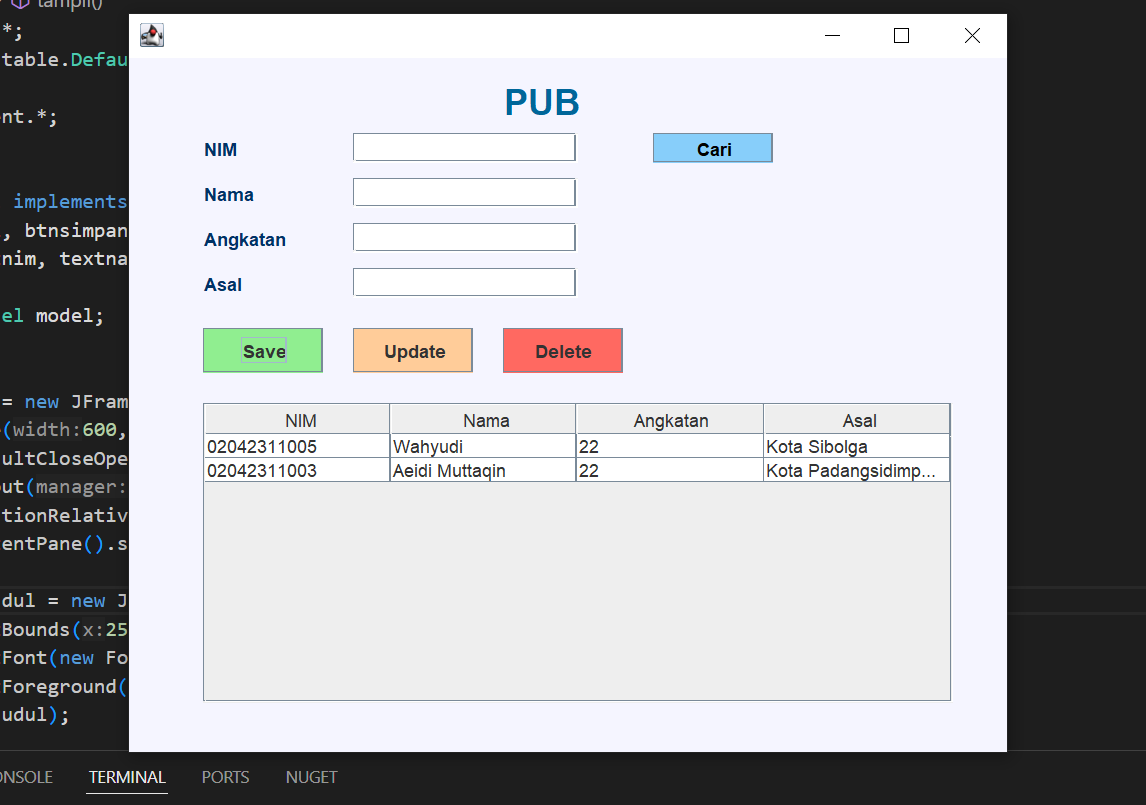 tampil()
*;
table.Defau
nt.*;
implements
, btnsimpan
nim, textna
el model;
= new JFram
(width:600,
ultCloseOpe
out(manager:
tionRelativ
entPane().s
dul = new J
Bounds(x:25
Font(new Fo
Foreground(
udul);
PUB
NIM
Cari
Nama
Angkatan
Asal
Save Update Delete
NIM Nama Angkatan Asal
02042311005 Wahyudi 22 Kota Sibolga
02042311003 Aeidi Muttaqin 22 Kota Padangsidimp...
ONSOLE TERMINAL PORTS NUGET